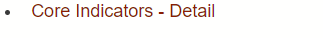 • Core Indicators - Detail